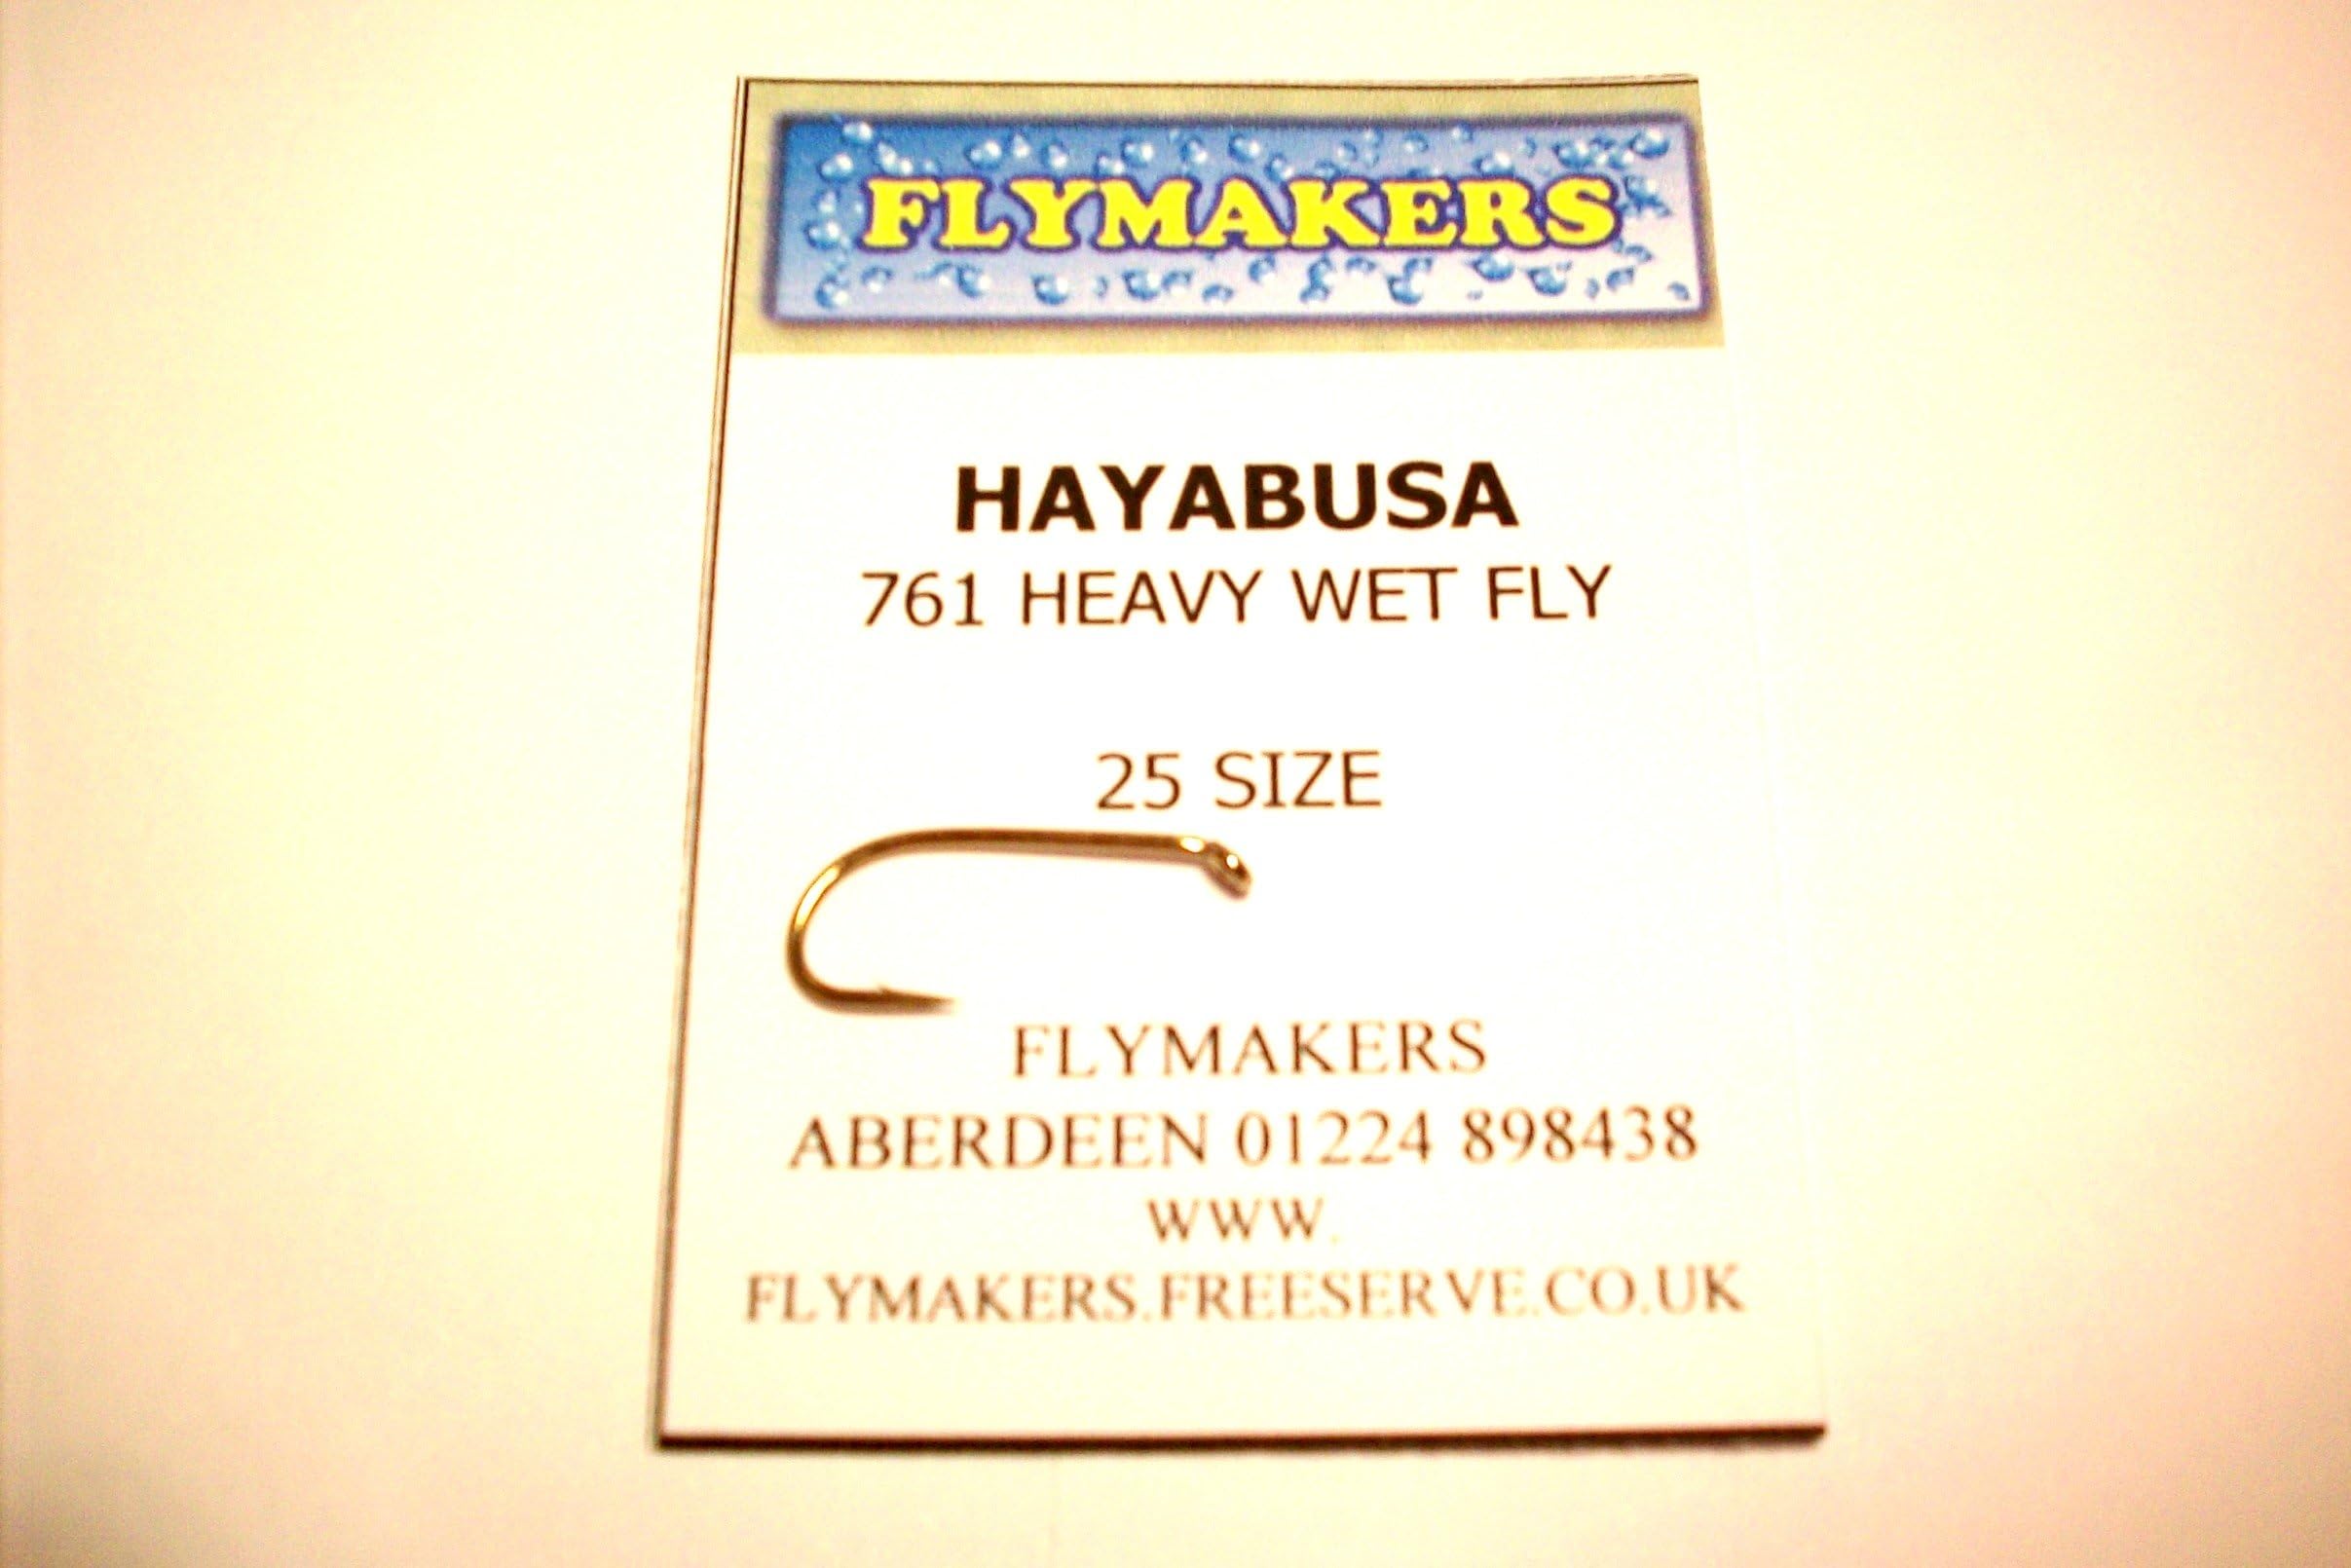 FLYMAKERS
HAYABUSA
761 HEAVY WET FLY
25 SIZE
FLYMAKERS
ABERDEEN 01224 898438
WWW.
FLYMAKERS.FREESERVE.CO.UK